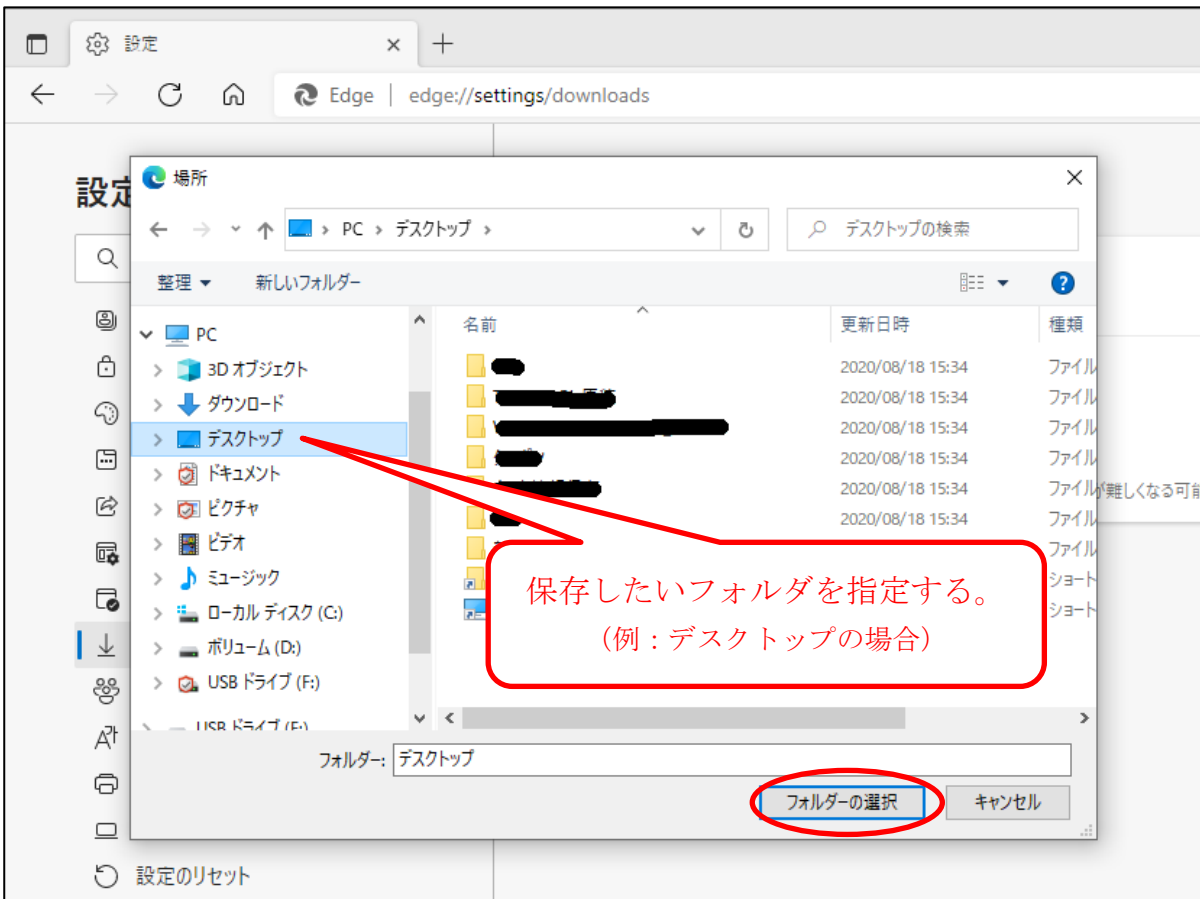 設定
Edge edge://settings/downloads
設定
場所
PC デスクトップ
デスクトップの検索
整理
新しいフォルダー
名前 更新日時 種類
PC
3D オブジェクト
ダウンロード
デスクトップ
ドキュメント
ピクチャ
ビデオ
ミュージック
ローカル ディスク (C:)
ボリューム (D:)
USB ドライブ (F:)
USB ドライブ (F:)
2020/08/18 15:34 ファイル
2020/08/18 15:34 ファイル
2020/08/18 15:34 ファイル
2020/08/18 15:34 ファイル
2020/08/18 15:34 ファイル
2020/08/18 15:34 ファイル
ファイル
ショート
ショート
が難しくなる可能
保存したいフォルダを指定する。
(例:デスクトップの場合)
フォルダー: デスクトップ
フォルダーの選択 キャンセル
設定のリセット